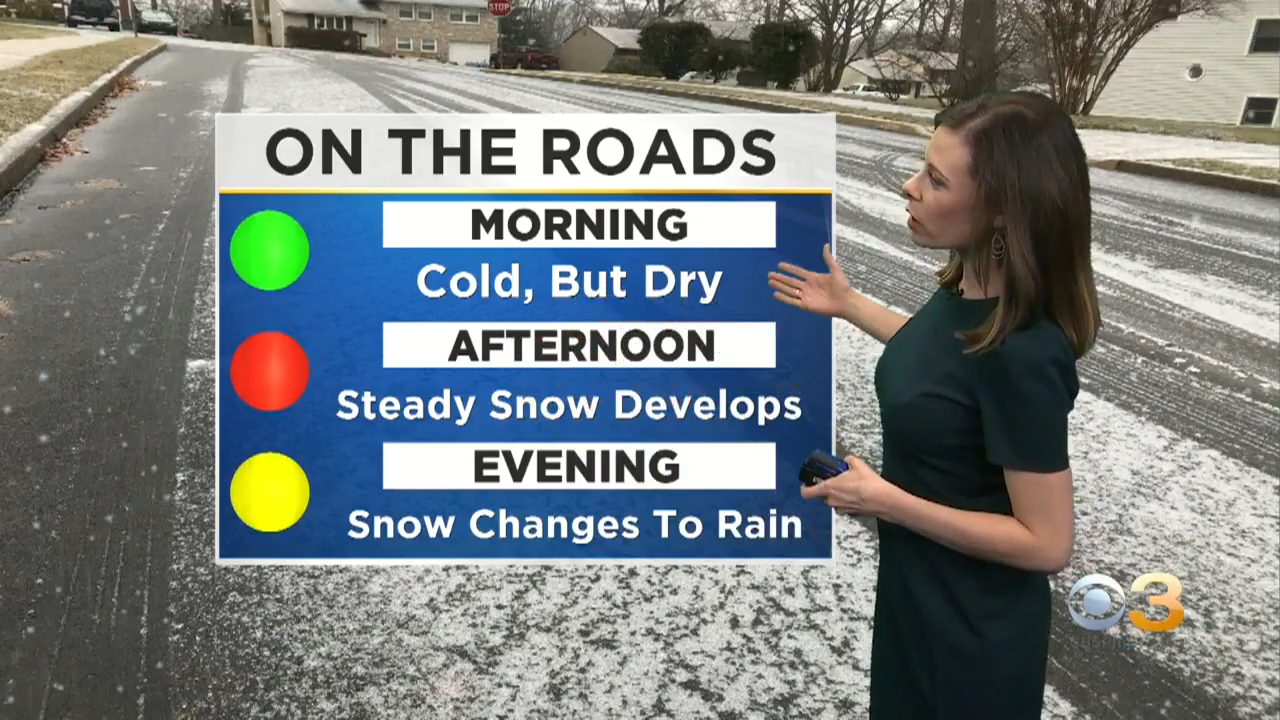 STOP
ON THE ROADS
MORNING
Cold, But Dry
AFTERNOON
Steady Snow Develops
EVENING
Snow Changes To Rain
3